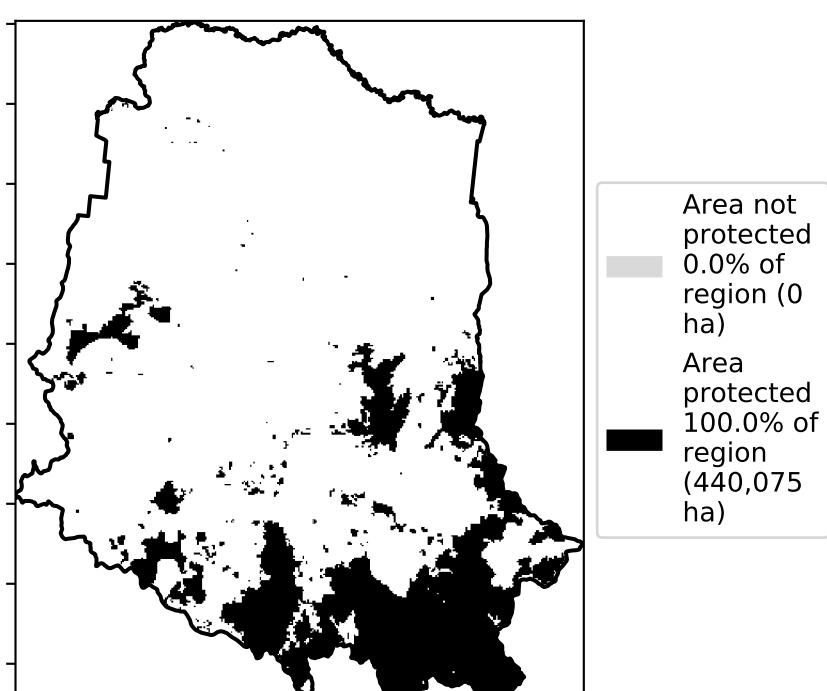 Area not
protected
0.0% of
region (0
ha)
Area
protected
100.0% of
region
(440,075
ha)